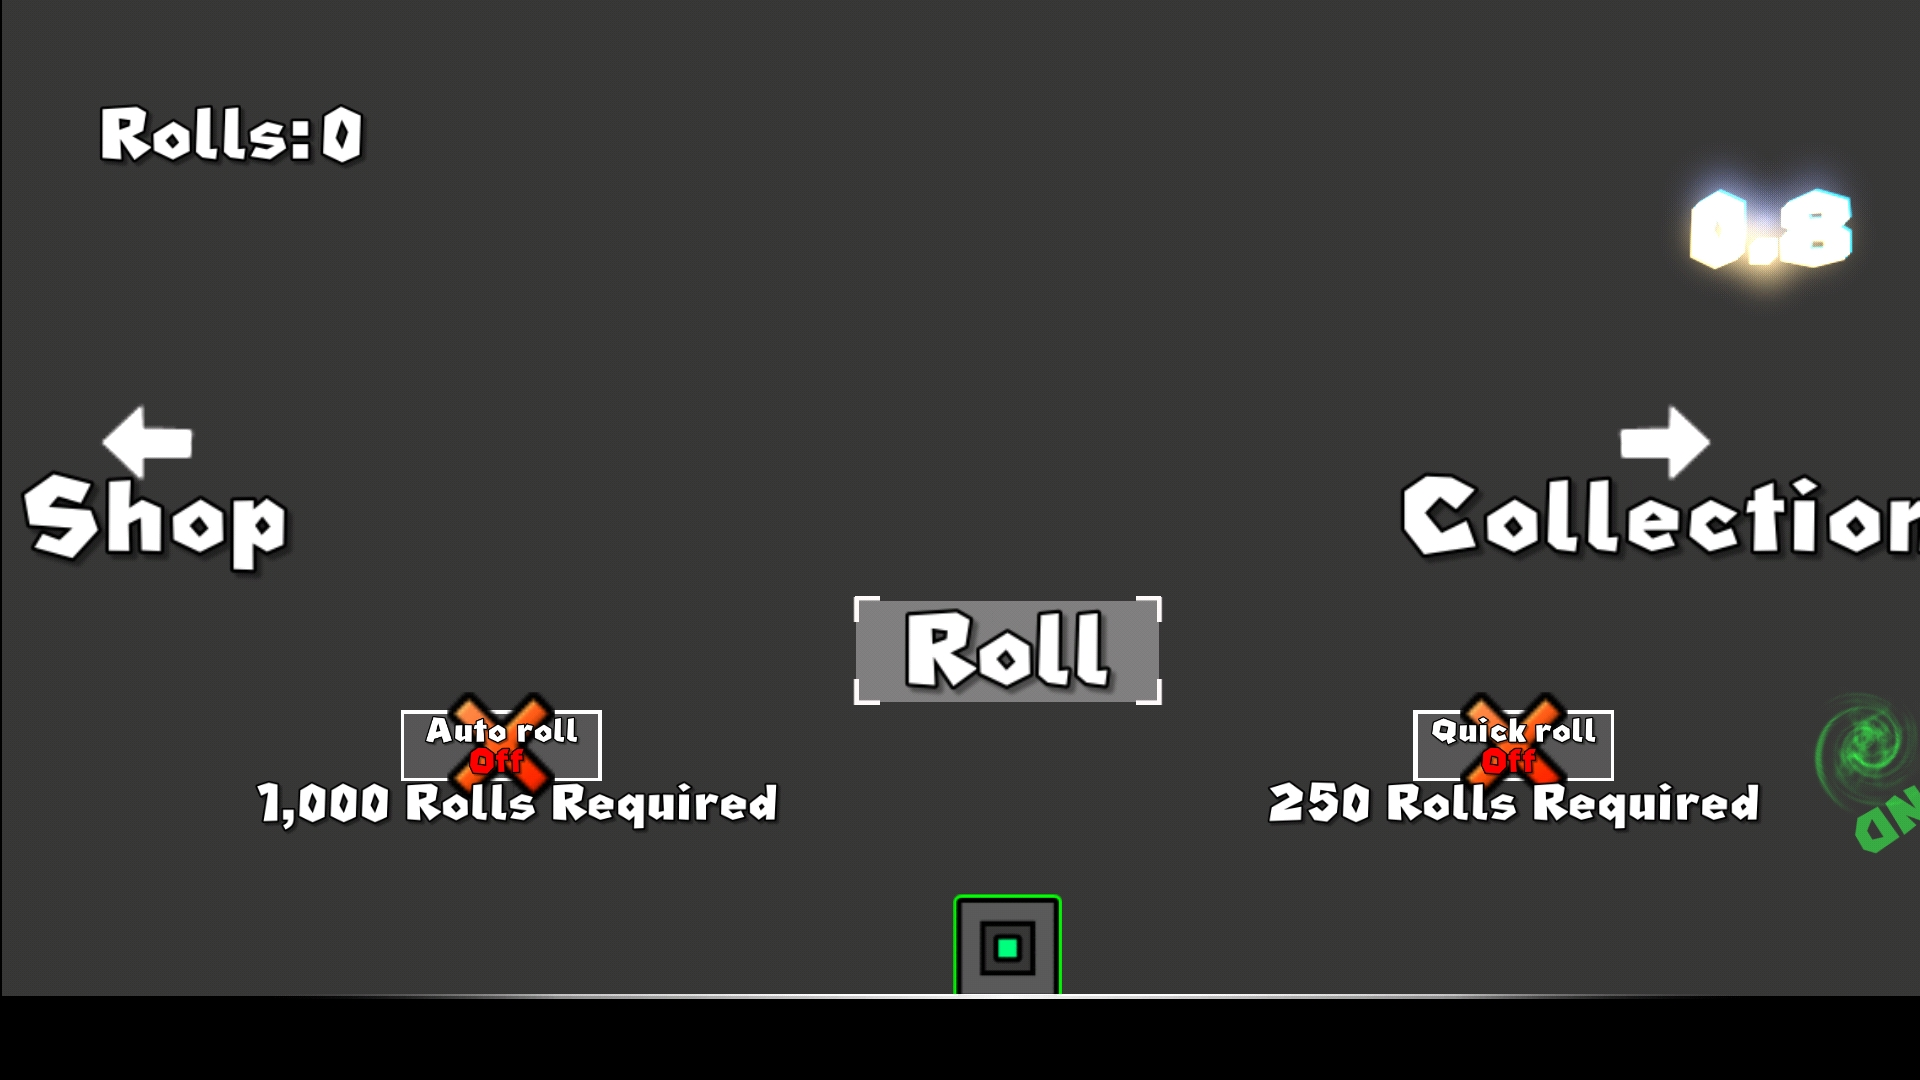 Rolls:0
0.8
Shop
Collection
Roll
Auto roll
Off
1,000 Rolls Required
Quick roll
Off
250 Rolls Required